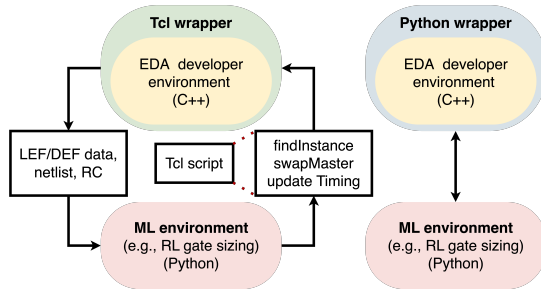 Tcl wrapper
EDA developer
environment
(C++)
LEF/DEF data,
netlist, RC
Tcl script
findInstance
swapMaster
update Timing
ML environment
(e.g., RL gate sizing)
(Python)
Python wrapper
EDA developer
environment
(C++)
ML environment
(e.g., RL gate sizing)
(Python)